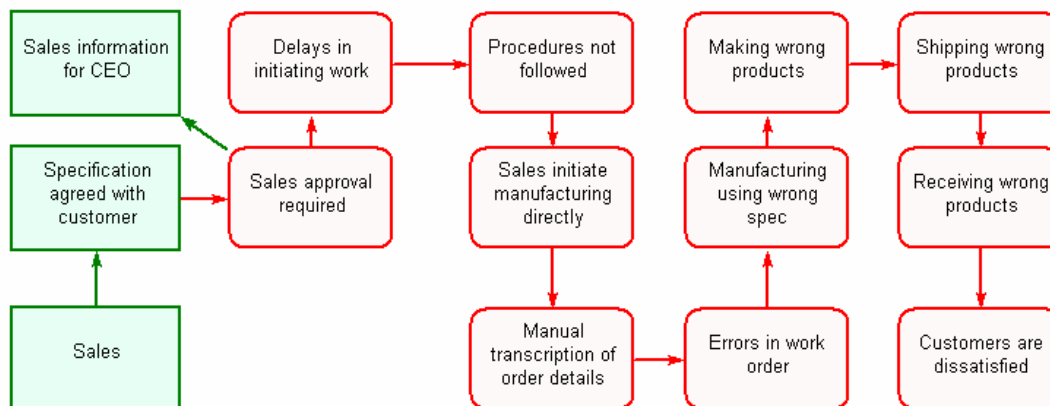 Sales information
for CEO
Delays in
initiating work
Procedures not
followed
Making wrong
products
Shipping wrong
products
Specification
agreed with
customer
Sales approval
required
Sales initiate
manufacturing
directly
Manufacturing
using wrong
spec
Receiving wrong
products
Sales
Manual
transcription of
order details
Errors in work
order
Customers are
dissatisfied